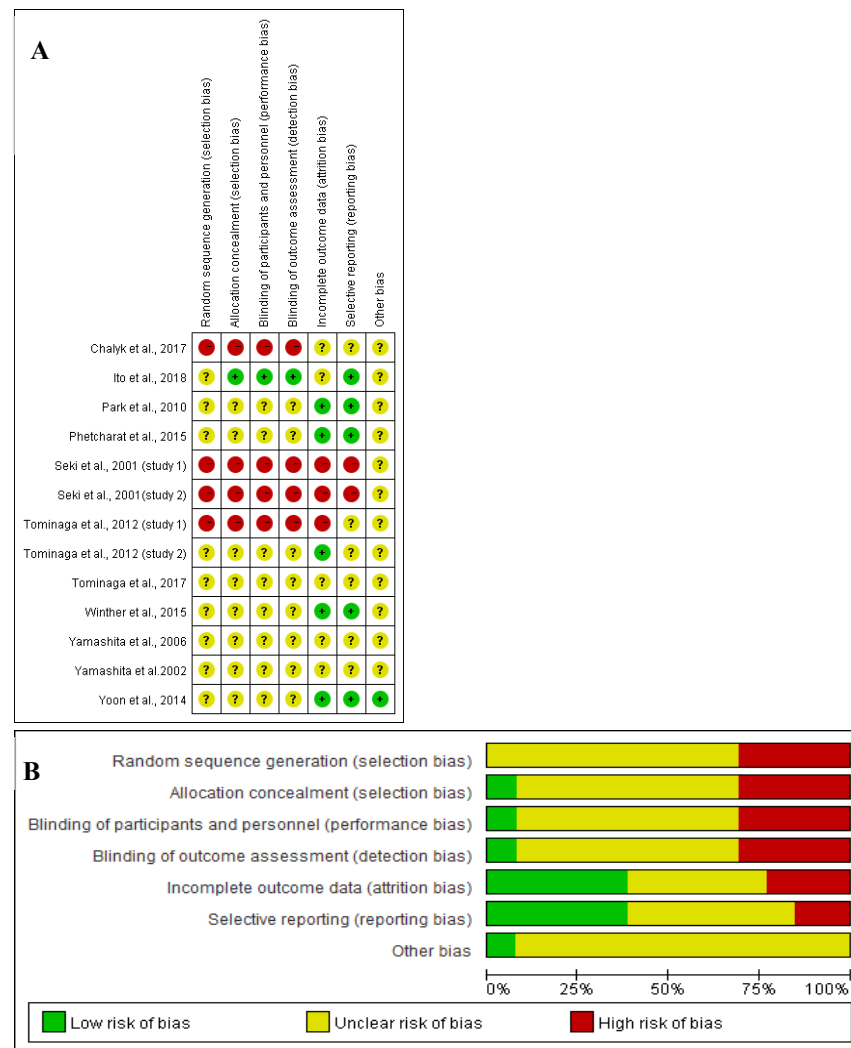 A
Random sequence generation (selection bias)
Allocation concealment (selection bias)
Blinding of participants and personnel (performance bias)
Blinding of outcome assessment (detection bias)
Incomplete outcome data (attrition bias)
Selective reporting (reporting bias)
Other bias
Chalyk et al., 2017 - - - - ? ? ?
Ito et al., 2018 ? + + + ? + ?
Park et al., 2010 ? ? ? ? + + ?
Phetcharat et al., 2015 ? ? ? ? + + ?
Seki et al., 2001 (study 1) - - - - - - ?
Seki et al., 2001(study 2) - - - - - - ?
Tominaga et al., 2012 (study 1) - - - - - ? ?
Tominaga et al., 2012 (study 2) ? ? ? ? + ? ?
Tominaga et al., 2017 ? ? ? ? ? ? ?
Winther et al., 2015 ? ? ? ? + + ?
Yamashita et al., 2006 ? ? ? ? ? ? ?
Yamashita et al.2002 ? ? ? ? ? ? ?
Yoon et al., 2014 ? ? ? ? + + +
B
Random sequence generation (selection bias)
Allocation concealment (selection bias)
Blinding of participants and personnel (performance bias)
Blinding of outcome assessment (detection bias)
Incomplete outcome data (attrition bias)
Selective reporting (reporting bias)
Other bias
0% 25% 50% 75% 100%
Low risk of bias Unclear risk of bias High risk of bias